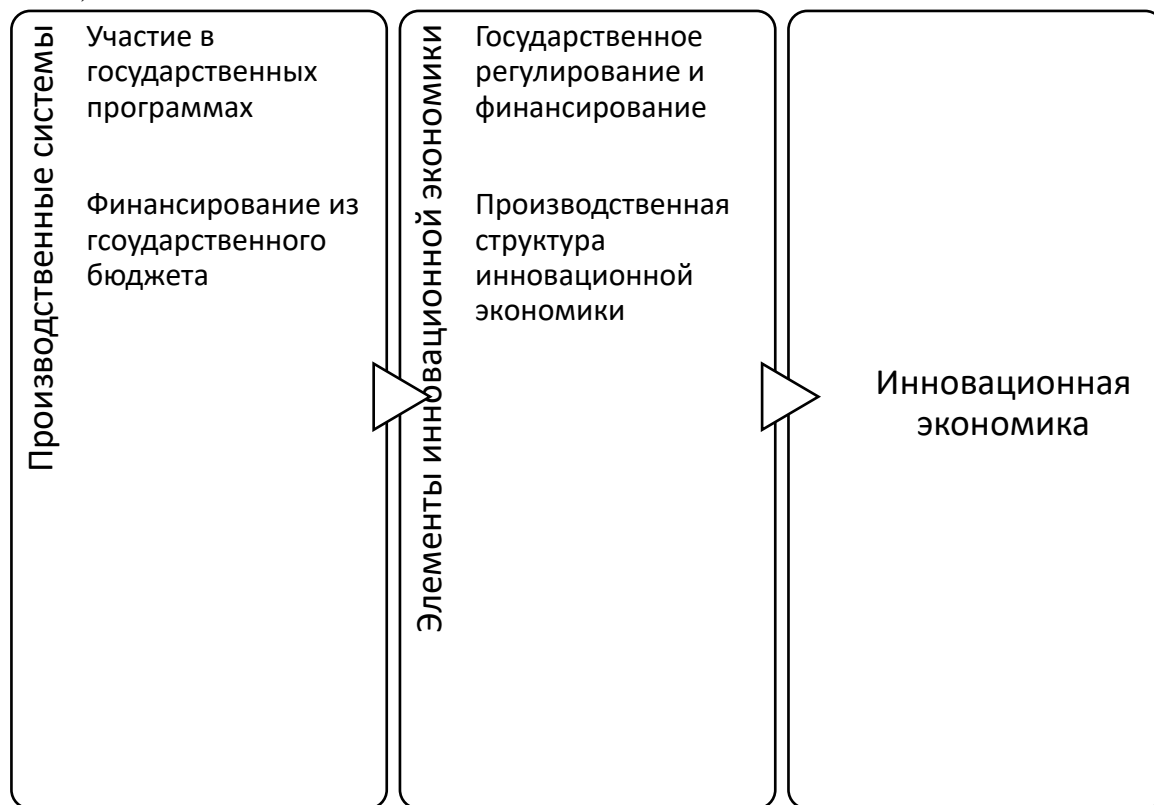 Производственные системы
Участие в
государственных
программах
Финансирование из
гсоударственного
бюджета
Элементы инновационной экономики
Государственное
регулирование и
финансирование
Производственная
структура
инновационной
экономики
Инновационная
экономика